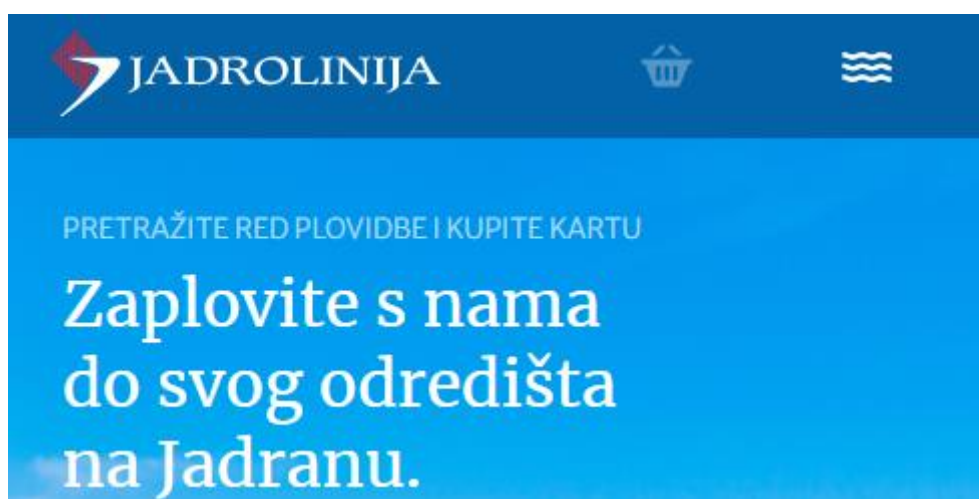 JADROLINIJA
PRETRAŽITE RED PLOVIDBE I KUPITE KARTU
Zaplovite s nama
do svog odredišta
na Jadranu.